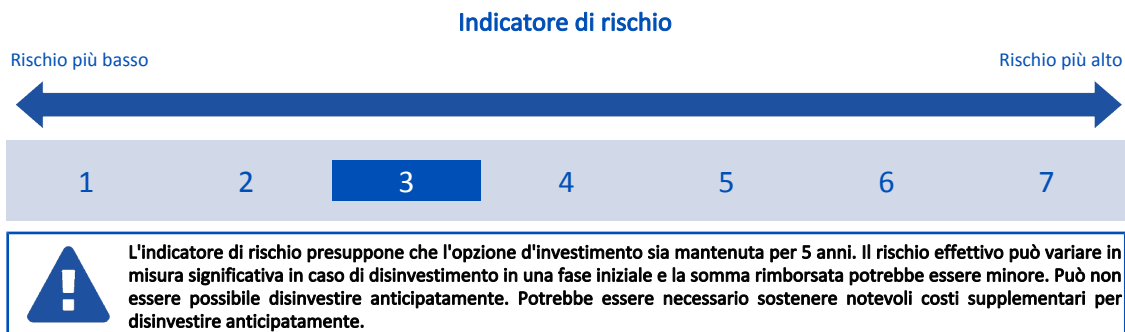 Indicatore di rischio
Rischio più basso
Rischio più alto
1 2 3 4 5 6 7
L'indicatore di rischio presuppone che l'opzione d'investimento sia mantenuta per 5 anni. Il rischio effettivo può variare in
misura significativa in caso di disinvestimento in una fase iniziale e la somma rimborsata potrebbe essere minore. Può non
essere possibile disinvestire anticipatamente. Potrebbe essere necessario sostenere notevoli costi supplementari per
disinvestire anticipatamente.